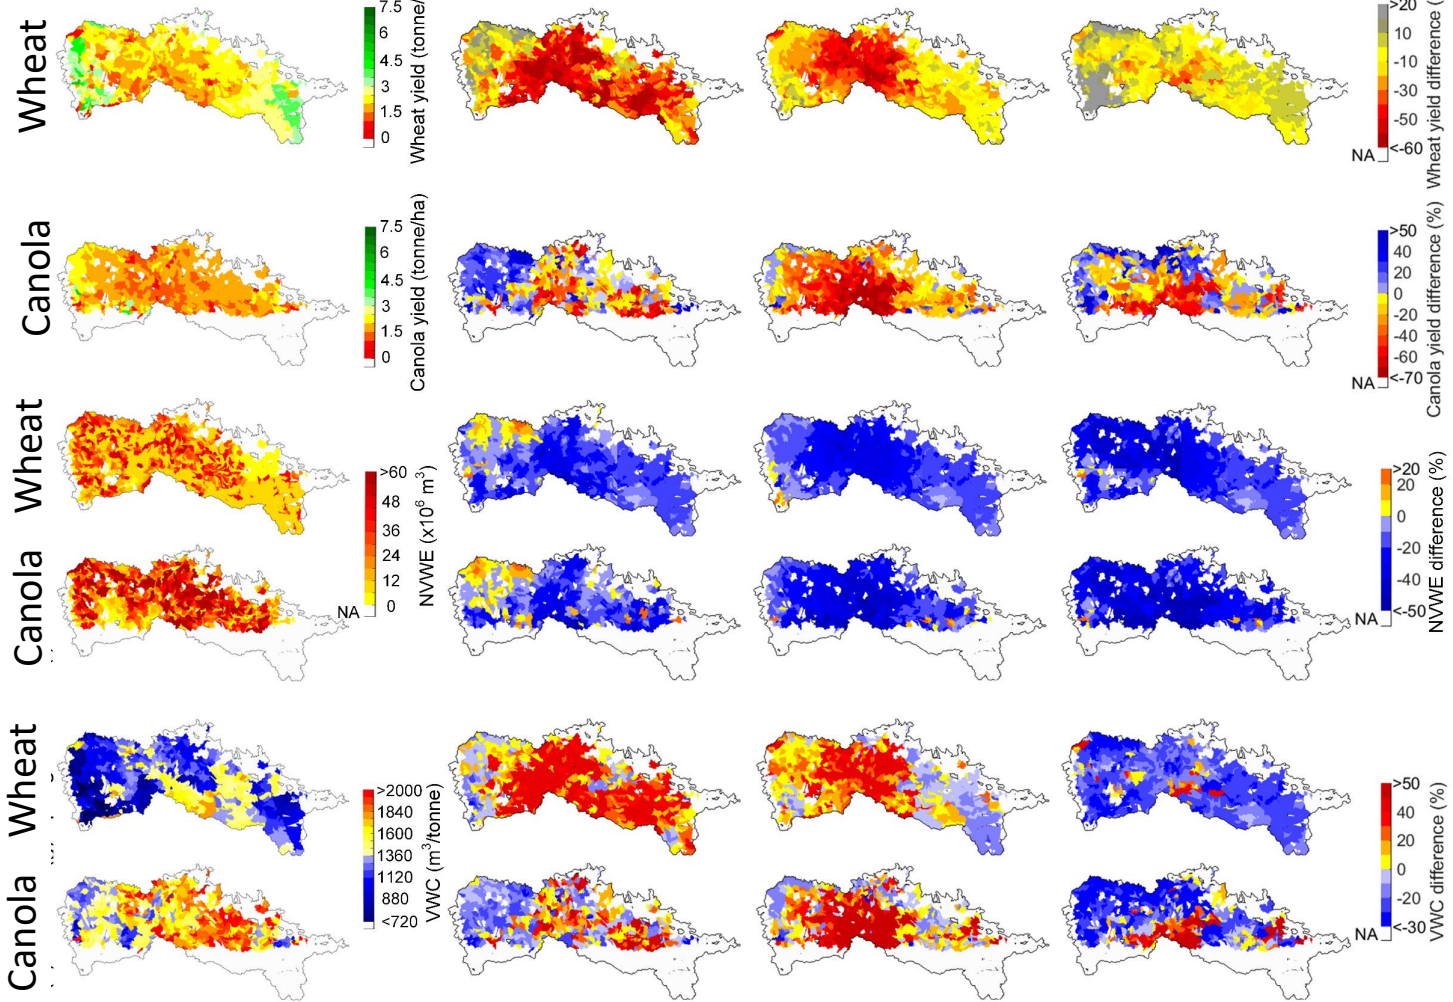 Wheat
7.5
6
4.5
3
1.5
0
Wheat yield (tonne/
>20
10
-10
-30
-50
<-60
NA
Wheat yield difference (
Canola
7.5
6
4.5
3
1.5
0
Canola yield (tonne/ha)
>50
40
20
0
-20
-40
-60
<-70
NA
Canola yield difference (%)
Wheat
Canola
>60
48
36
24
12
0
NA
NVWE (x10⁶ m³)
>20
20
0
-20
-40
<-50
NA
NVWE difference (%)
Wheat
Canola
>2000
1840
1600
1360
1120
880
<720
VWC (m³/tonne)
>50
40
20
0
-20
<-30
NA
VWC difference (%)